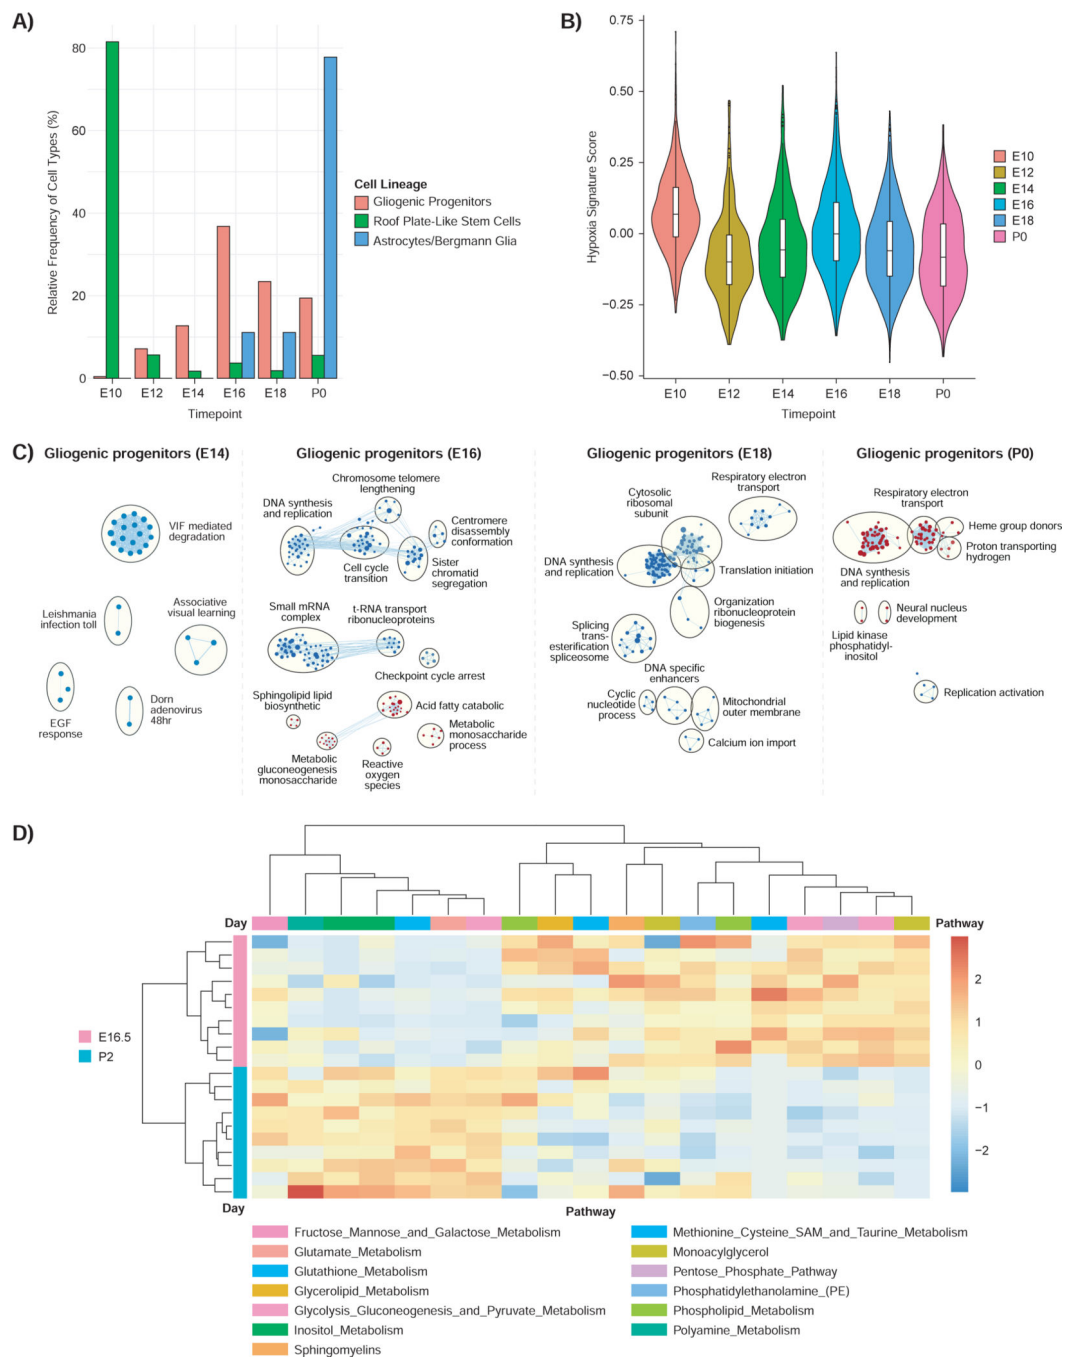 A)
80
60
40
20
0
Relative Frequency of Cell Types (%)
E10
E12
E14
E16
E18
P0
Timepoint
Cell Lineage
Gliogenic Progenitors
Roof Plate-Like Stem Cells
Astrocytes/Bergmann Glia
B)
0.75
0.50
0.25
0.00
−0.25
−0.50
Hypoxia Signature Score
E10
E12
E14
E16
E18
P0
Timepoint
E10
E12
E14
E16
E18
P0
C)
Gliogenic progenitors (E14)
VIF mediated
degradation
Leishmania
infection toll
Associative
visual learning
EGF
response
Dorn
adenovirus
48hr
Gliogenic progenitors (E16)
Chromosome telomere
lengthening
DNA synthesis
and replication
Centromere
disassembly
conformation
Cell cycle
transition
Sister
chromatid
segregation
Small mRNA
complex
t-RNA transport
ribonucleoproteins
Checkpoint cycle arrest
Sphingolipid lipid
biosynthetic
Acid fatty catabolic
Metabolic
monosaccharide
process
Metabolic
gluconeogenesis
monosaccharide
Reactive
oxygen
species
Gliogenic progenitors (E18)
Respiratory electron
transport
Cytosolic
ribosomal
subunit
DNA synthesis
and replication
Translation initiation
Organization
ribonucleoprotein
biogenesis
Splicing
trans-
esterification
spliceosome
DNA specific
enhancers
Cyclic
nucleotide
process
Mitochondrial
outer membrane
Calcium ion import
Gliogenic progenitors (P0)
Respiratory electron
transport
Heme group donors
Proton transporting
hydrogen
DNA synthesis
and replication
Neural nucleus
development
Lipid kinase
phosphatidyl-
inositol
Replication activation
D)
Day
Pathway
E16.5
P2
2
1
0
−1
−2
Day
Pathway
Fructose_Mannose_and_Galactose_Metabolism
Glutamate_Metabolism
Glutathione_Metabolism
Glycerolipid_Metabolism
Glycolysis_Gluconeogenesis_and_Pyruvate_Metabolism
Inositol_Metabolism
Sphingomyelins
Methionine_Cysteine_SAM_and_Taurine_Metabolism
Monoacylglycerol
Pentose_Phosphate_Pathway
Phosphatidylethanolamine_(PE)
Phospholipid_Metabolism
Polyamine_Metabolism